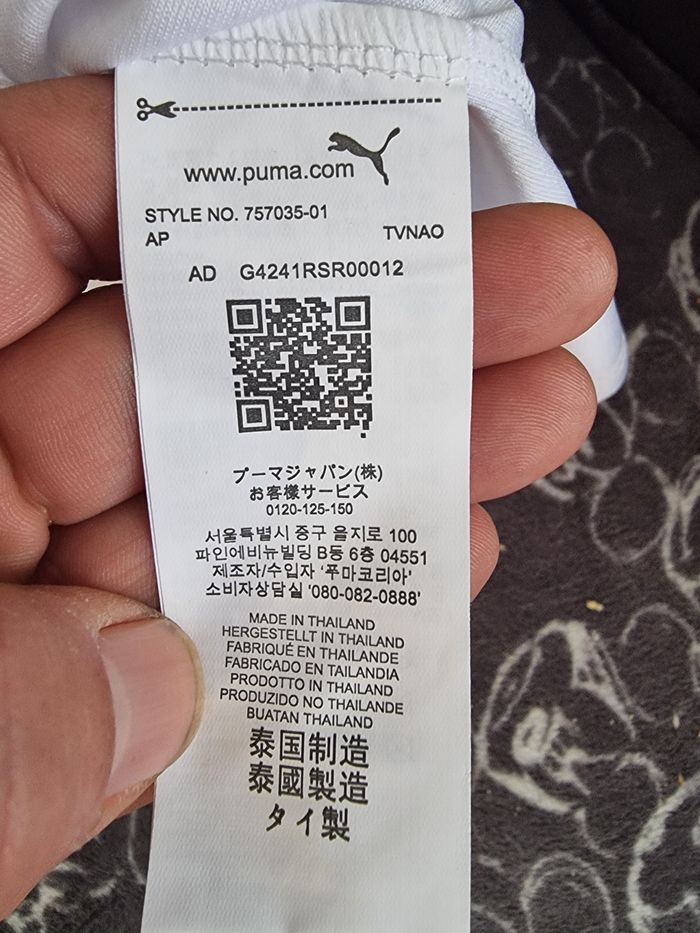 www.puma.com
STYLE NO. 757035-01
AP TVNAO
AD G4241RSR00012
プーマジャパン(株)
お客様サービス
0120-125-150
서울특별시 중구 을지로 100
파인에비뉴빌딩 B동 6층 04551
제조자/수입자 '푸마코리아'
소비자상담실 '080-082-0888'
MADE IN THAILAND
HERGESTELLT IN THAILAND
FABRIQUÉ EN THAILANDE
FABRICADO EN TAILANDIA
PRODOTTO IN THAILAND
PRODUZIDO NO THAILANDE
BUATAN THAILAND
泰国制造
泰國製造
タイ製